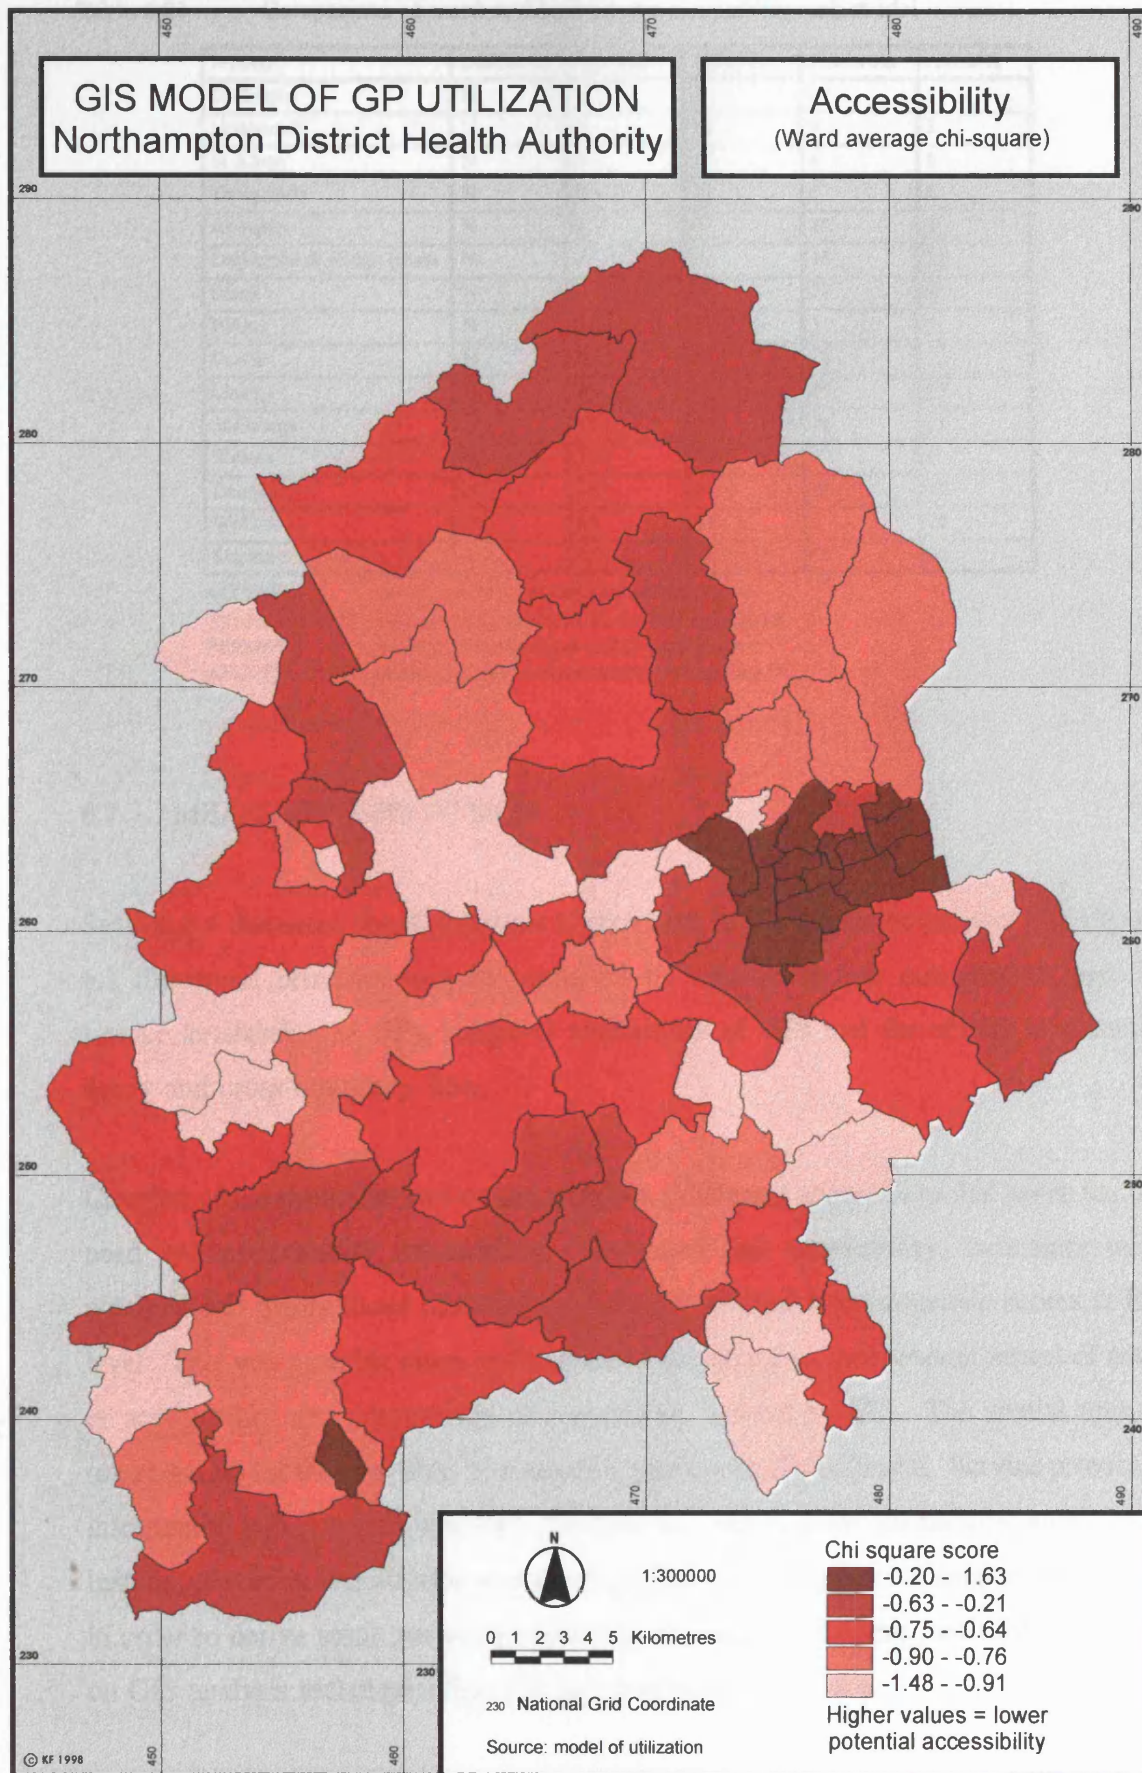 450 460 470 480 490
GIS MODEL OF GP UTILIZATION
Northampton District Health Authority
Accessibility
(Ward average chi-square)
290 290
280 280
270 270
260 260
250 250
240 240
470 480 490
N
1:300000
0 1 2 3 4 5 Kilometres
230 230
230 National Grid Coordinate
Source: model of utilization
Chi square score
-0.20 - 1.63
-0.63 - -0.21
-0.75 - -0.64
-0.90 - -0.76
-1.48 - -0.91
Higher values = lower
potential accessibility
© KF 1998
450 460